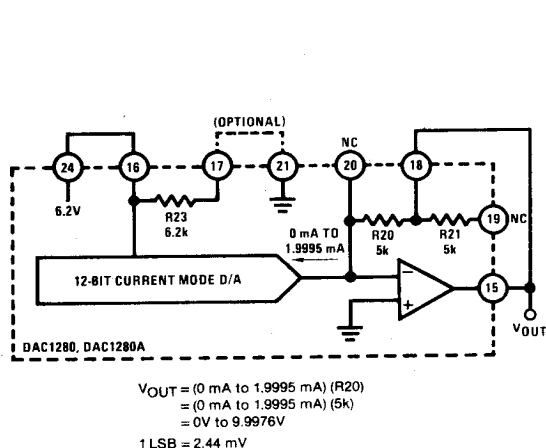 (OPTIONAL)
NC
24
16
17
21
20
18
6.2V
R23
6.2k
19
NC
0 mA TO
1.9995 mA
R20
5k
R21
5k
12-BIT CURRENT MODE D/A
−
+
15
VOUT
DAC1280, DAC1280A
VOUT = (0 mA to 1.9995 mA) (R20)
= (0 mA to 1.9995 mA) (5k)
= 0V to 9.9976V
1 LSB = 2.44 mV